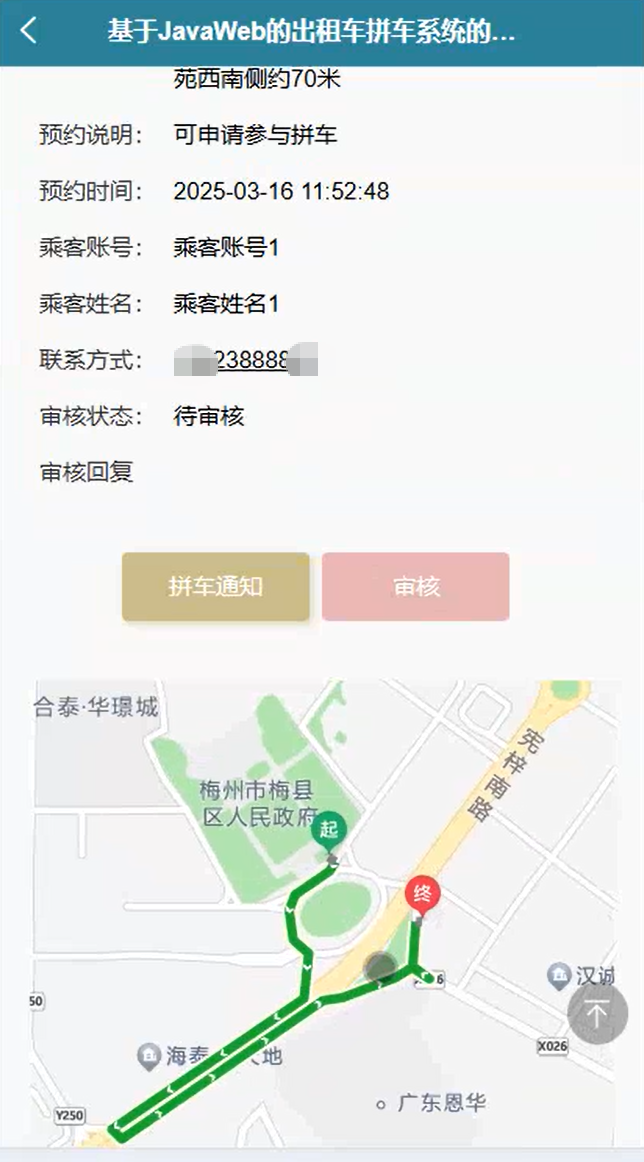 基于JavaWeb的出租车拼车系统的...
苑西南侧约70米
预约说明: 可申请参与拼车
预约时间: 2025-03-16 11:52:48
乘客账号: 乘客账号1
乘客姓名: 乘客姓名1
联系方式: 238888
审核状态: 待审核
审核回复
拼车通知 审核
合泰·华璟城
宪梓南路
梅州市梅县
区人民政府
起
终
汉诚
50
X026
海泰
地
Y250
广东恩华